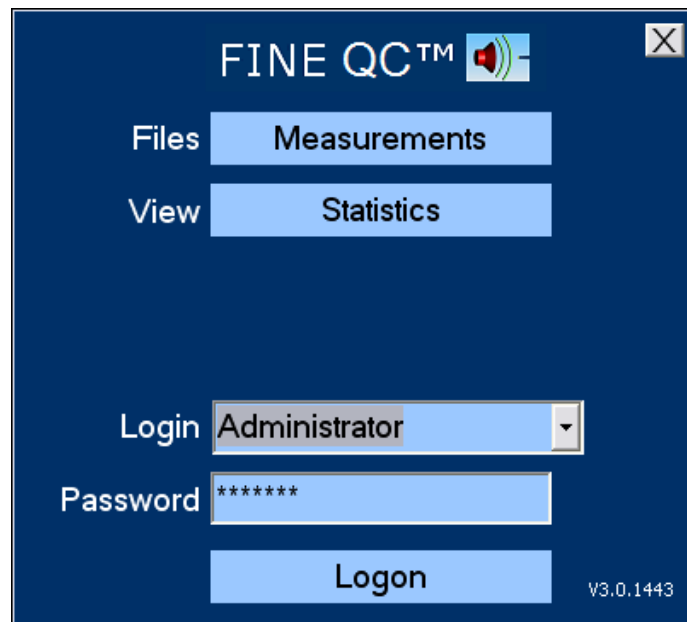 FINE QC™
Files Measurements
View Statistics
Login Administrator
Password *******
Logon
V3.0.1443